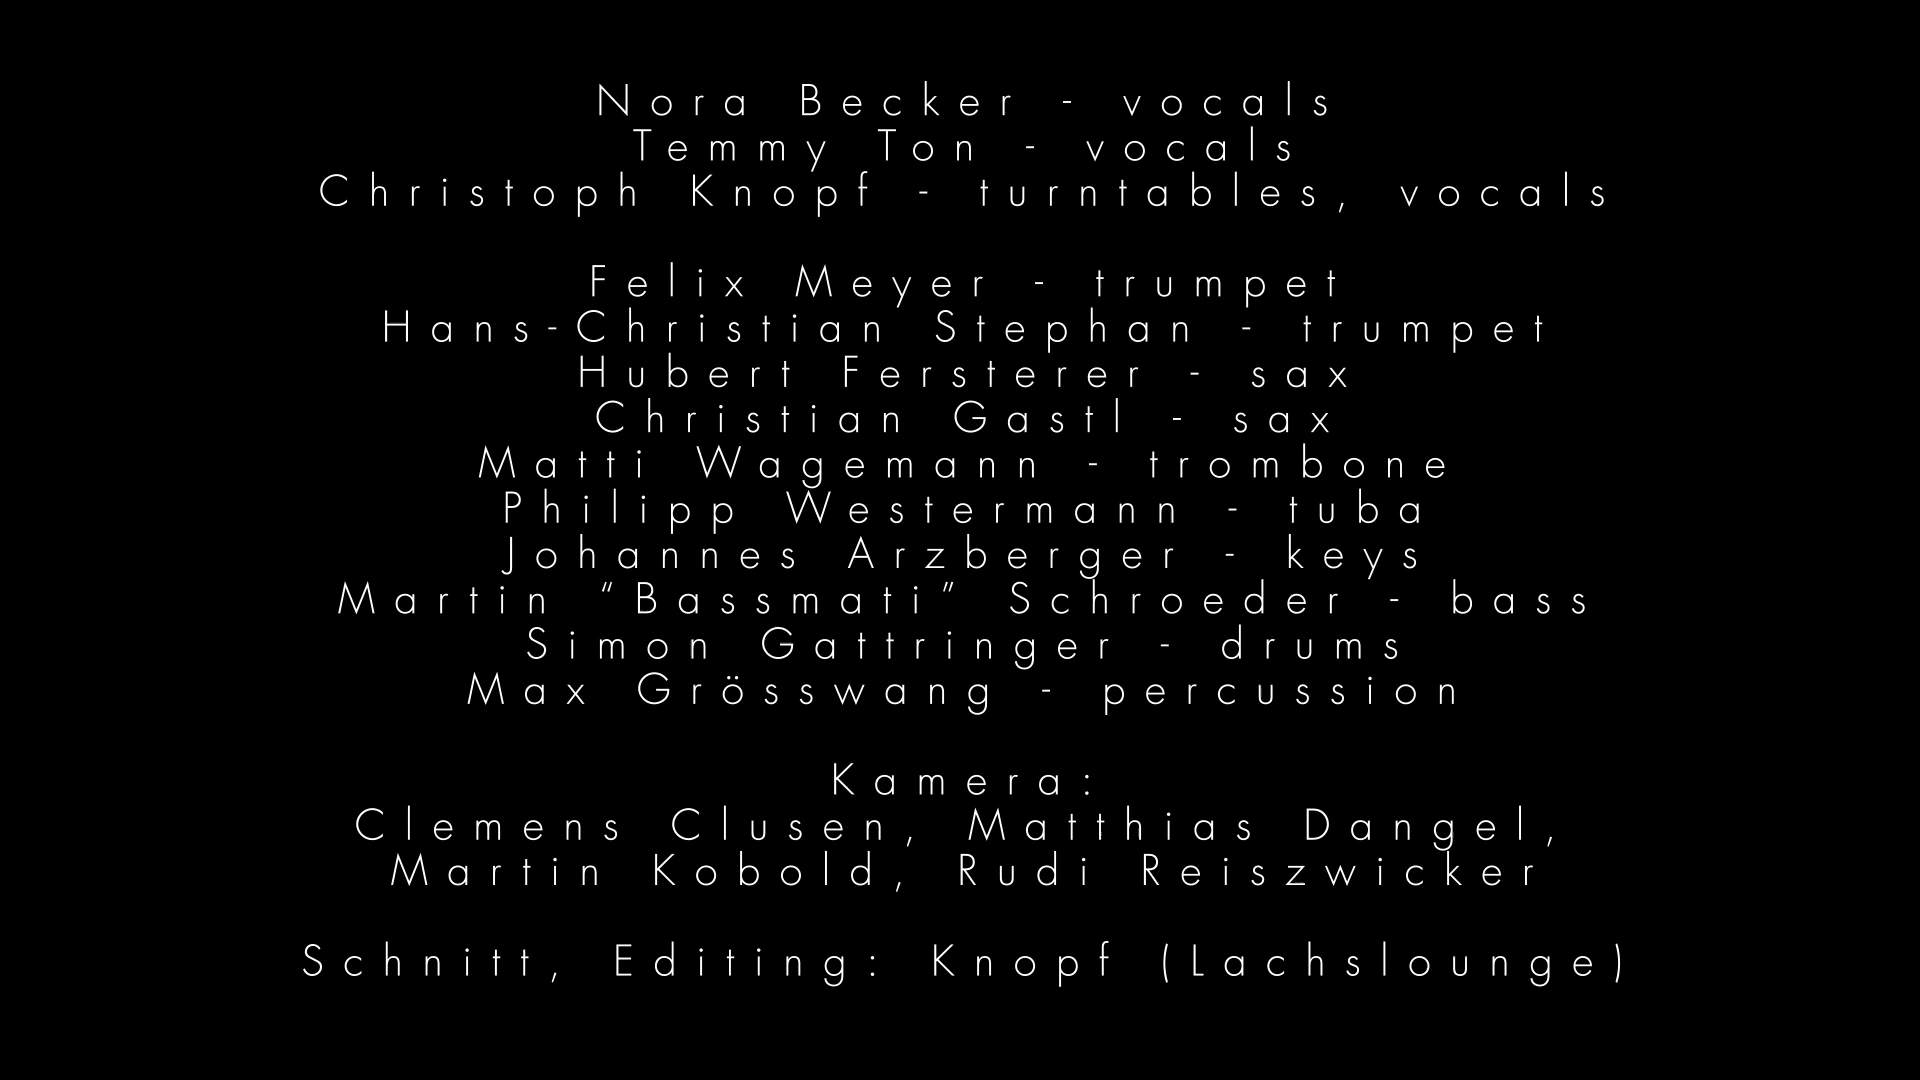 Nora Becker - vocals
Temmy Ton - vocals
Christoph Knopf - turntables, vocals
Felix Meyer - trumpet
Hans-Christian Stephan - trumpet
Hubert Fersterer - sax
Christian Gastl - sax
Matti Wagemann - trombone
Philipp Westermann - tuba
Johannes Arzberger - keys
Martin “Bassmati” Schroeder - bass
Simon Gattringer - drums
Max Grösswang - percussion
Kamera:
Clemens Clusen, Matthias Dangel,
Martin Kobold, Rudi Reiszwicker
Schnitt, Editing: Knopf (Lachslounge)